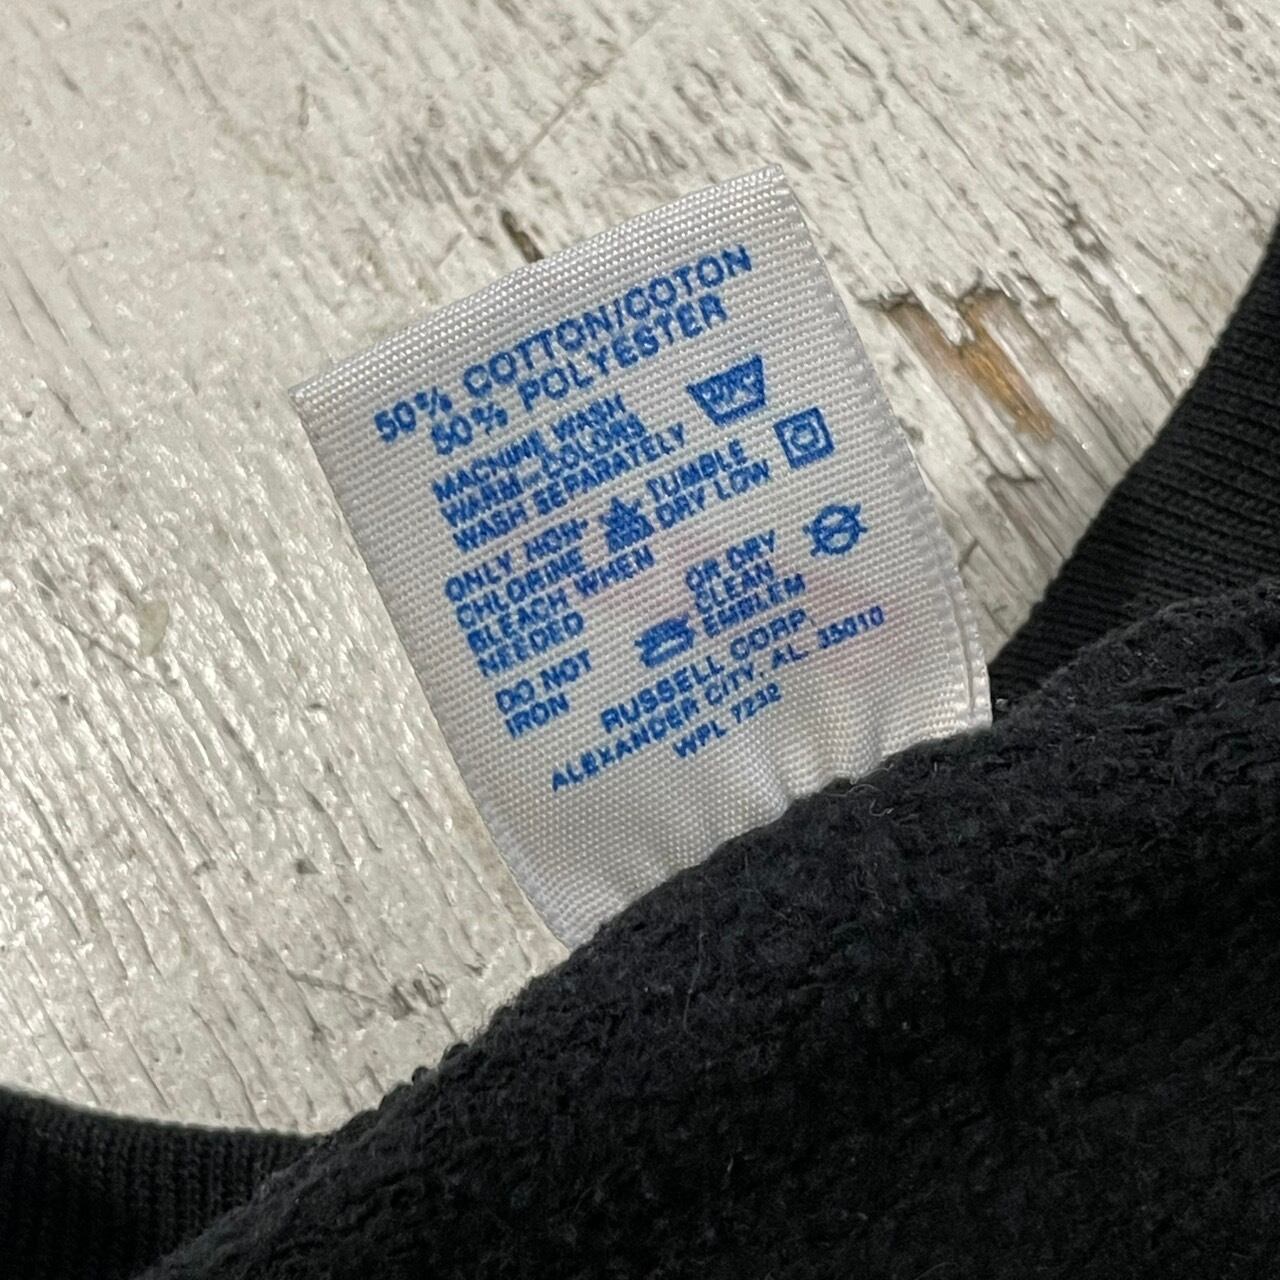 50% COTTON/COTON
50% POLYESTER
MACHINE WASH
WARM-COLORS
WASH SEPARATELY
ONLY NON-
CHLORINE
BLEACH WHEN
NEEDED
TUMBLE
DRY LOW
DO NOT
IRON
OR DRY
CLEAN
EMBLEM
RUSSELL CORP.
ALEXANDER CITY, AL 35010
WPL 7232